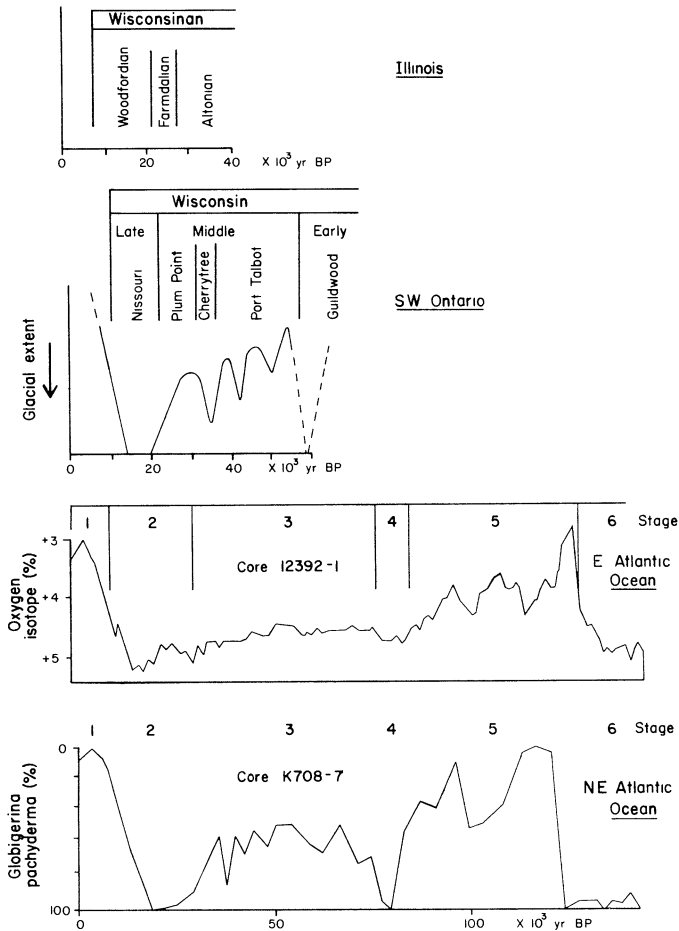 Wisconsinan
Woodfordian
Farmdalian
Altonian
Illinois
0 20 40 X 10³ yr BP
Wisconsin
Late Middle Early
Nissouri
Plum Point
Cherrytree
Port Talbot
Guildwood
SW Ontario
Glacial extent
0 20 40 X 10³ yr BP
1 2 3 4 5 6 Stage
+3
+4
+5
Oxygen
isotope (%)
Core 12392-1
E Atlantic
Ocean
1 2 3 4 5 6 Stage
0
100
Globigerina
pachyderma (%)
Core K708-7
NE Atlantic
Ocean
0 50 100 X 10³ yr BP